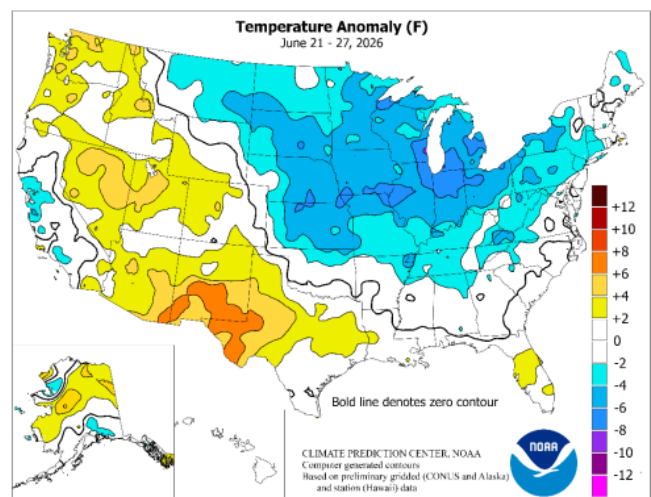 Temperature Anomaly (F)
June 21 - 27, 2026
+12
+10
+8
+6
+4
+2
0
-2
-4
-6
-8
-10
-12
Bold line denotes zero contour
CLIMATE PREDICTION CENTER, NOAA
Computer generated contours
Based on preliminary gridded (CONUS and Alaska)
and station (Hawaii) data
NOAA